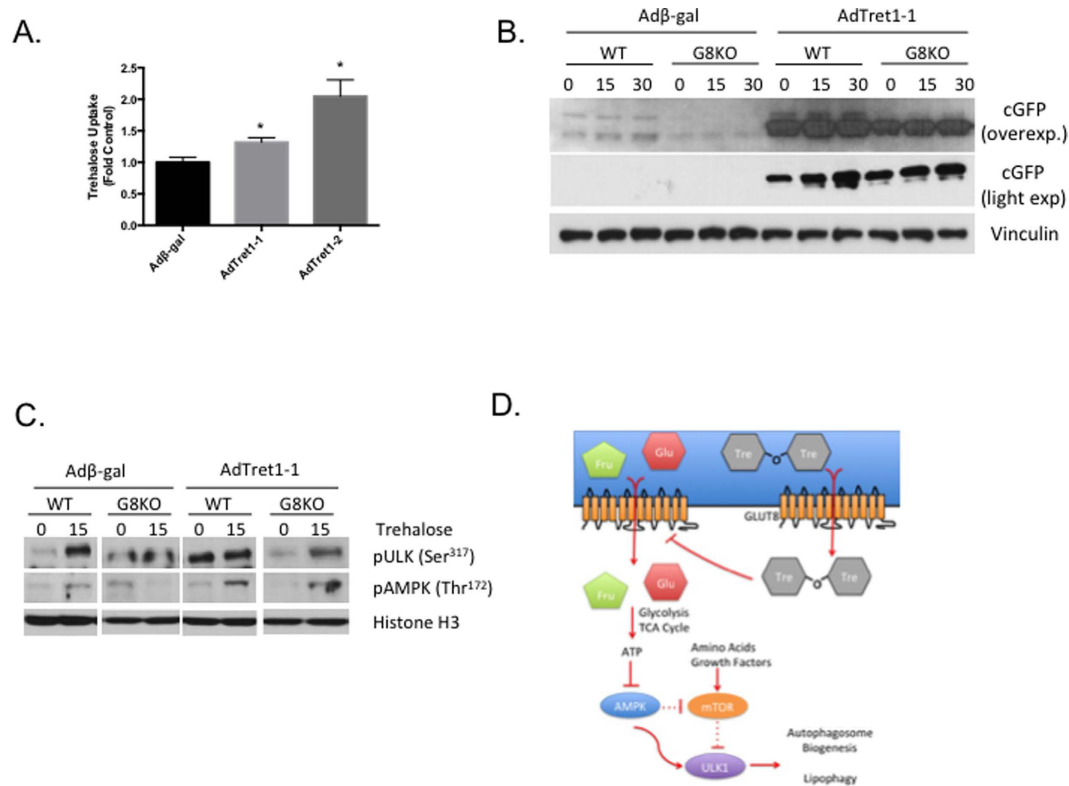 A.
Trehalose Uptake
(Fold Control)
2.5
2.0
1.5
1.0
0.5
0.0
*
*
Adβ-gal
AdTret1-1
AdTret1-2
B.
Adβ-gal AdTret1-1
WT G8KO WT G8KO
0 15 30 0 15 30 0 15 30 0 15 30
cGFP
(overexp.)
cGFP
(light exp)
Vinculin
C.
Adβ-gal AdTret1-1
WT G8KO WT G8KO
0 15 0 15 0 15 0 15 Trehalose
pULK (Ser³¹⁷)
pAMPK (Thr¹⁷²)
Histone H3
D.
Fru Glu Tre O Tre
GLUT8
Fru Glu Tre O Tre
Glycolysis
TCA Cycle
ATP
Amino Acids
Growth Factors
AMPK mTOR
ULK1
Autophagosome
Biogenesis
Lipophagy